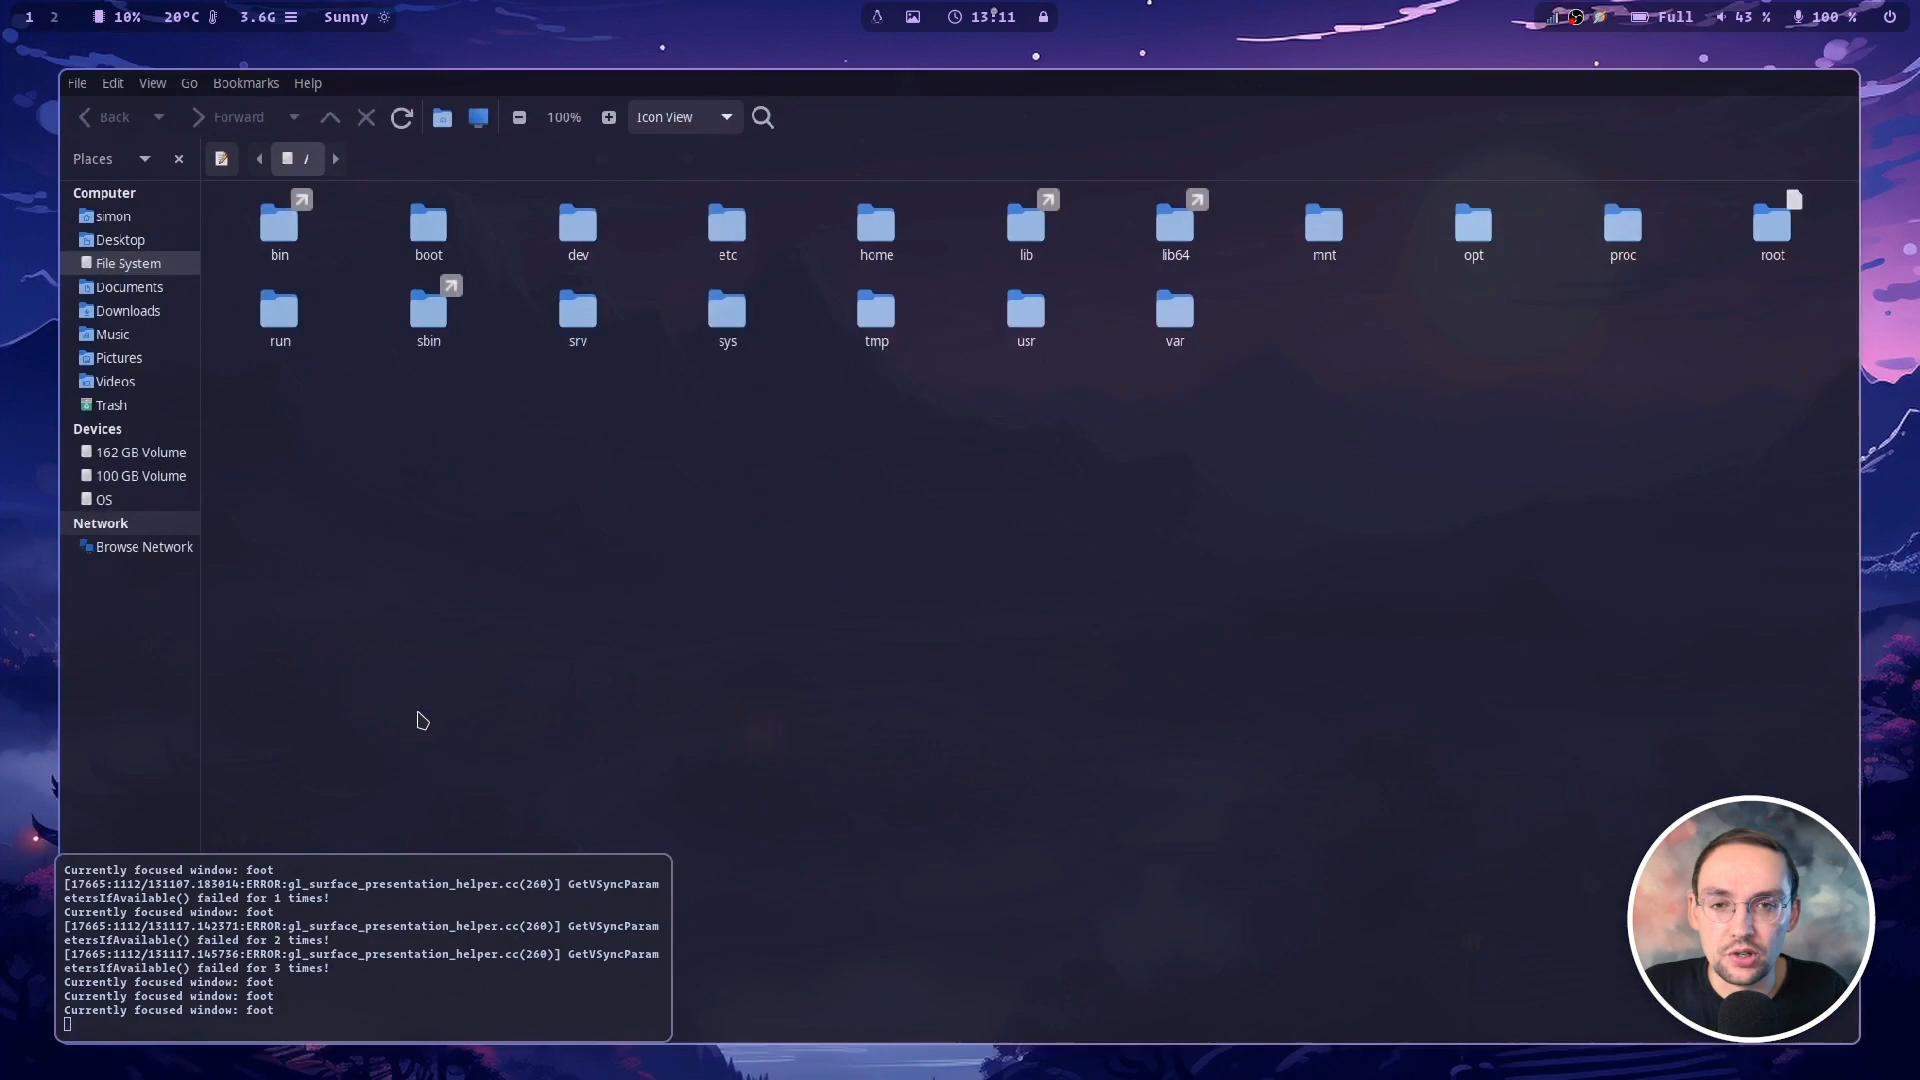 1 2 10% 20°C 3.6G Sunny 13:11 Full 43 % 100 %
File Edit View Go Bookmarks Help
Back Forward 100% Icon View
Places /
Computer
simon
Desktop
File System
Documents
Downloads
Music
Pictures
Videos
Trash
Devices
162 GB Volume
100 GB Volume
OS
Network
Browse Network
bin boot dev etc home lib lib64 mnt opt proc root
run sbin srv sys tmp usr var
Currently focused window: foot
[17665:1112/131107.183014:ERROR:gl_surface_presentation_helper.cc(260)] GetVSyncParam
etersIfAvailable() failed for 1 times!
Currently focused window: foot
[17665:1112/131117.142371:ERROR:gl_surface_presentation_helper.cc(260)] GetVSyncParam
etersIfAvailable() failed for 2 times!
[17665:1112/131117.145736:ERROR:gl_surface_presentation_helper.cc(260)] GetVSyncParam
etersIfAvailable() failed for 3 times!
Currently focused window: foot
Currently focused window: foot
Currently focused window: foot